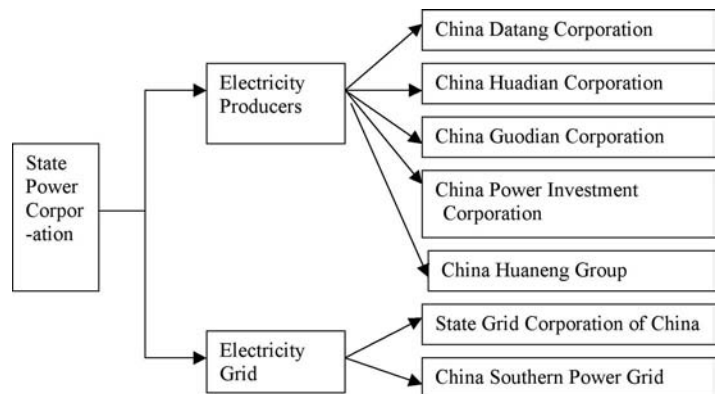 State
Power
Corpor
-ation
Electricity
Producers
Electricity
Grid
China Datang Corporation
China Huadian Corporation
China Guodian Corporation
China Power Investment
Corporation
China Huaneng Group
State Grid Corporation of China
China Southern Power Grid